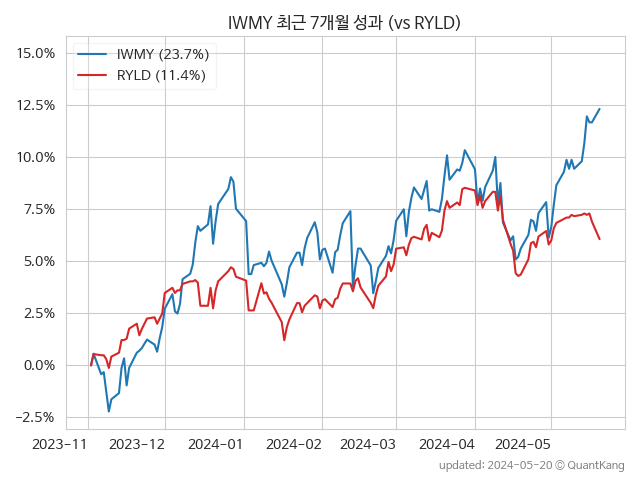 IWMY 최근 7개월 성과 (vs RYLD)
IWMY (23.7%)
RYLD (11.4%)
15.0%
12.5%
10.0%
7.5%
5.0%
2.5%
0.0%
−2.5%
2023-11 2023-12 2024-01 2024-02 2024-03 2024-04 2024-05
updated: 2024-05-20 © QuantKang